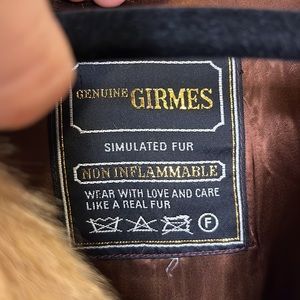 GENUINE GIRMES
SIMULATED FUR
NON INFLAMMABLE
WEAR WITH LOVE AND CARE
LIKE A REAL FUR
F